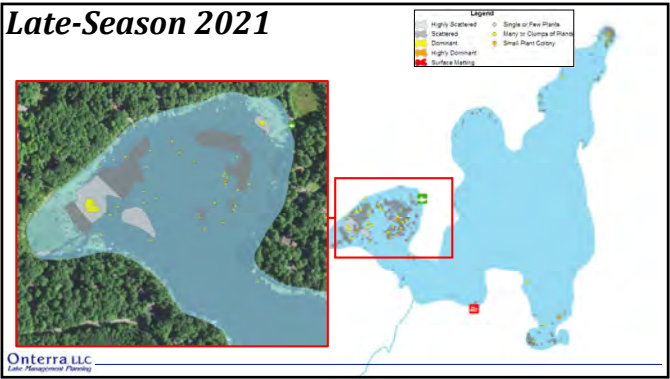 Late-Season 2021
Legend
Highly Scattered
Scattered
Dominant
Highly Dominant
Surface Matting
Single or Few Plants
Many or Clumps of Plants
Small Plant Colony
Onterra LLC
Lake Management Planning